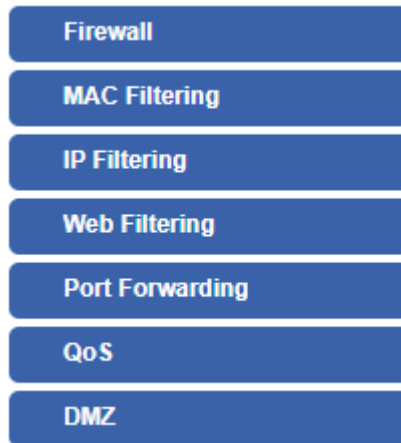 Firewall
MAC Filtering
IP Filtering
Web Filtering
Port Forwarding
QoS
DMZ